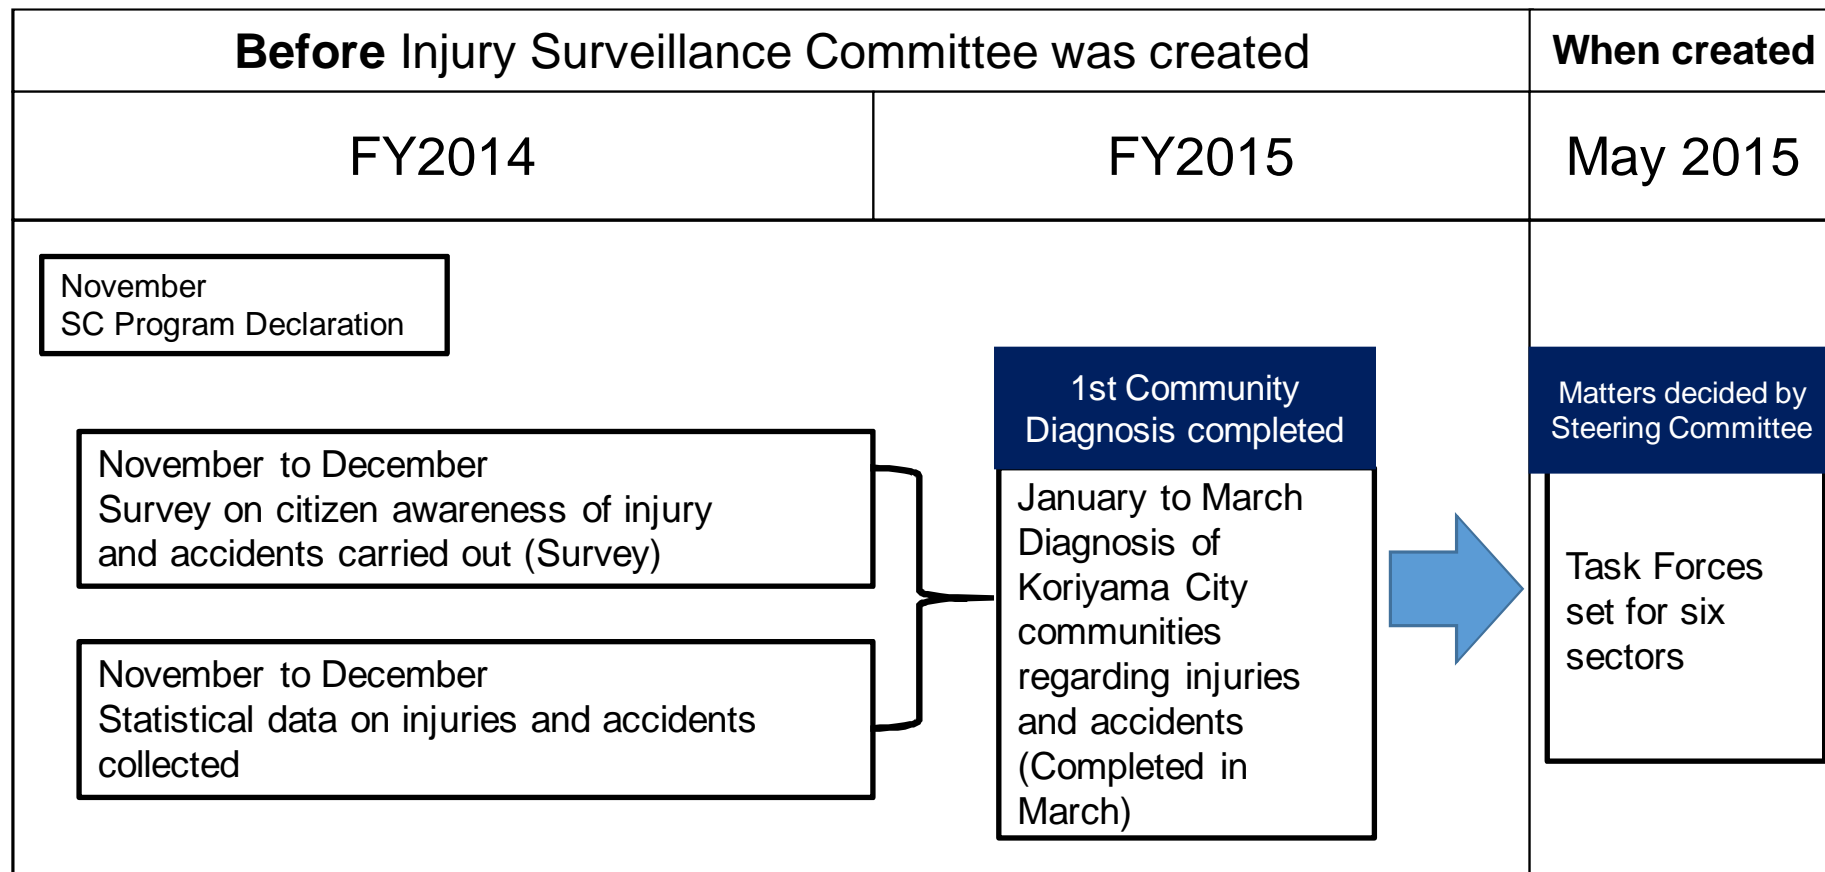 Before Injury Surveillance Committee was created
When created
FY2014
FY2015
May 2015
November
SC Program Declaration
November to December
Survey on citizen awareness of injury
and accidents carried out (Survey)
November to December
Statistical data on injuries and accidents
collected
1st Community
Diagnosis completed
January to March
Diagnosis of
Koriyama City
communities
regarding injuries
and accidents
(Completed in
March)
Matters decided by
Steering Committee
Task Forces
set for six
sectors